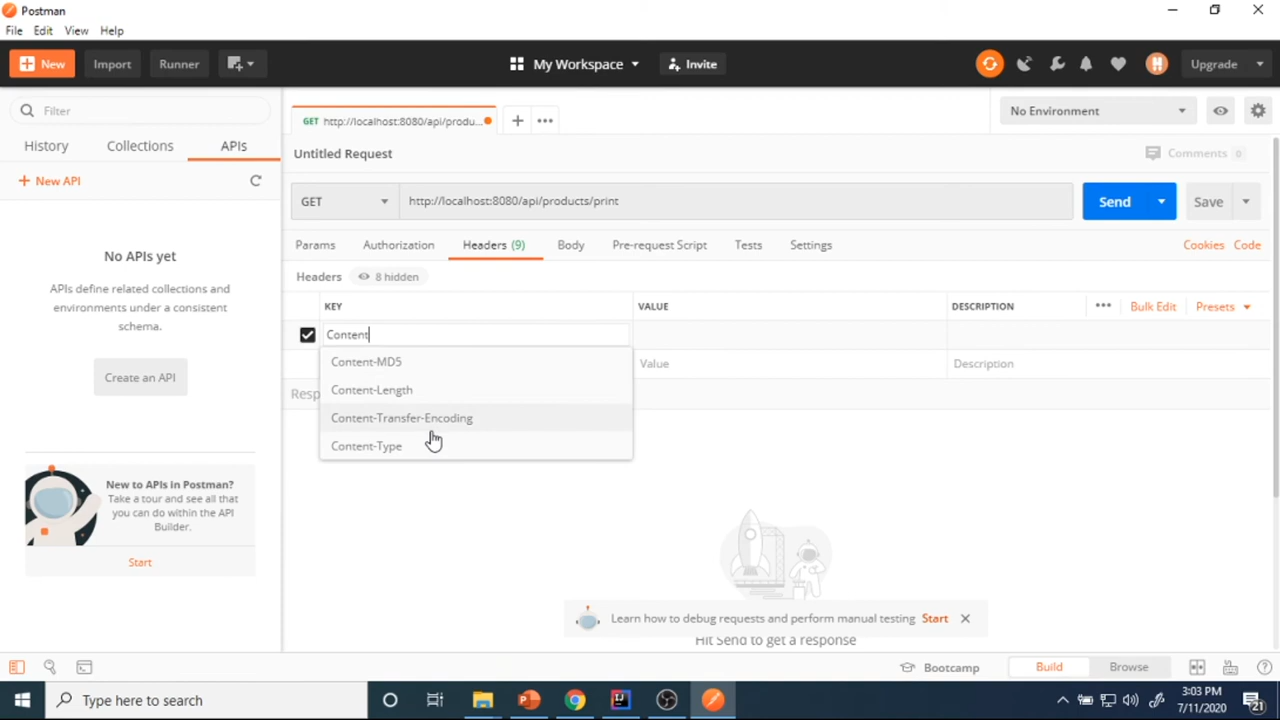 Postman
File Edit View Help
New Import Runner My Workspace Invite Upgrade
Filter
History Collections APIs
+ New API
No APIs yet
APIs define related collections and
environments under a consistent
schema.
Create an API
New to APIs in Postman?
Take a tour and see all that
you can do within the API
Builder.
Start
GET http://localhost:8080/api/produ...
No Environment
Untitled Request
Comments 0
GET http://localhost:8080/api/products/print Send Save
Params Authorization Headers (9) Body Pre-request Script Tests Settings Cookies Code
Headers 8 hidden
KEY VALUE DESCRIPTION Bulk Edit Presets
Content
Value Description
Content-MD5
Content-Length
Content-Transfer-Encoding
Content-Type
Resp
Learn how to debug requests and perform manual testing Start
Hit Send to get a response
Bootcamp Build Browse
Type here to search
3:03 PM
7/11/2020
21